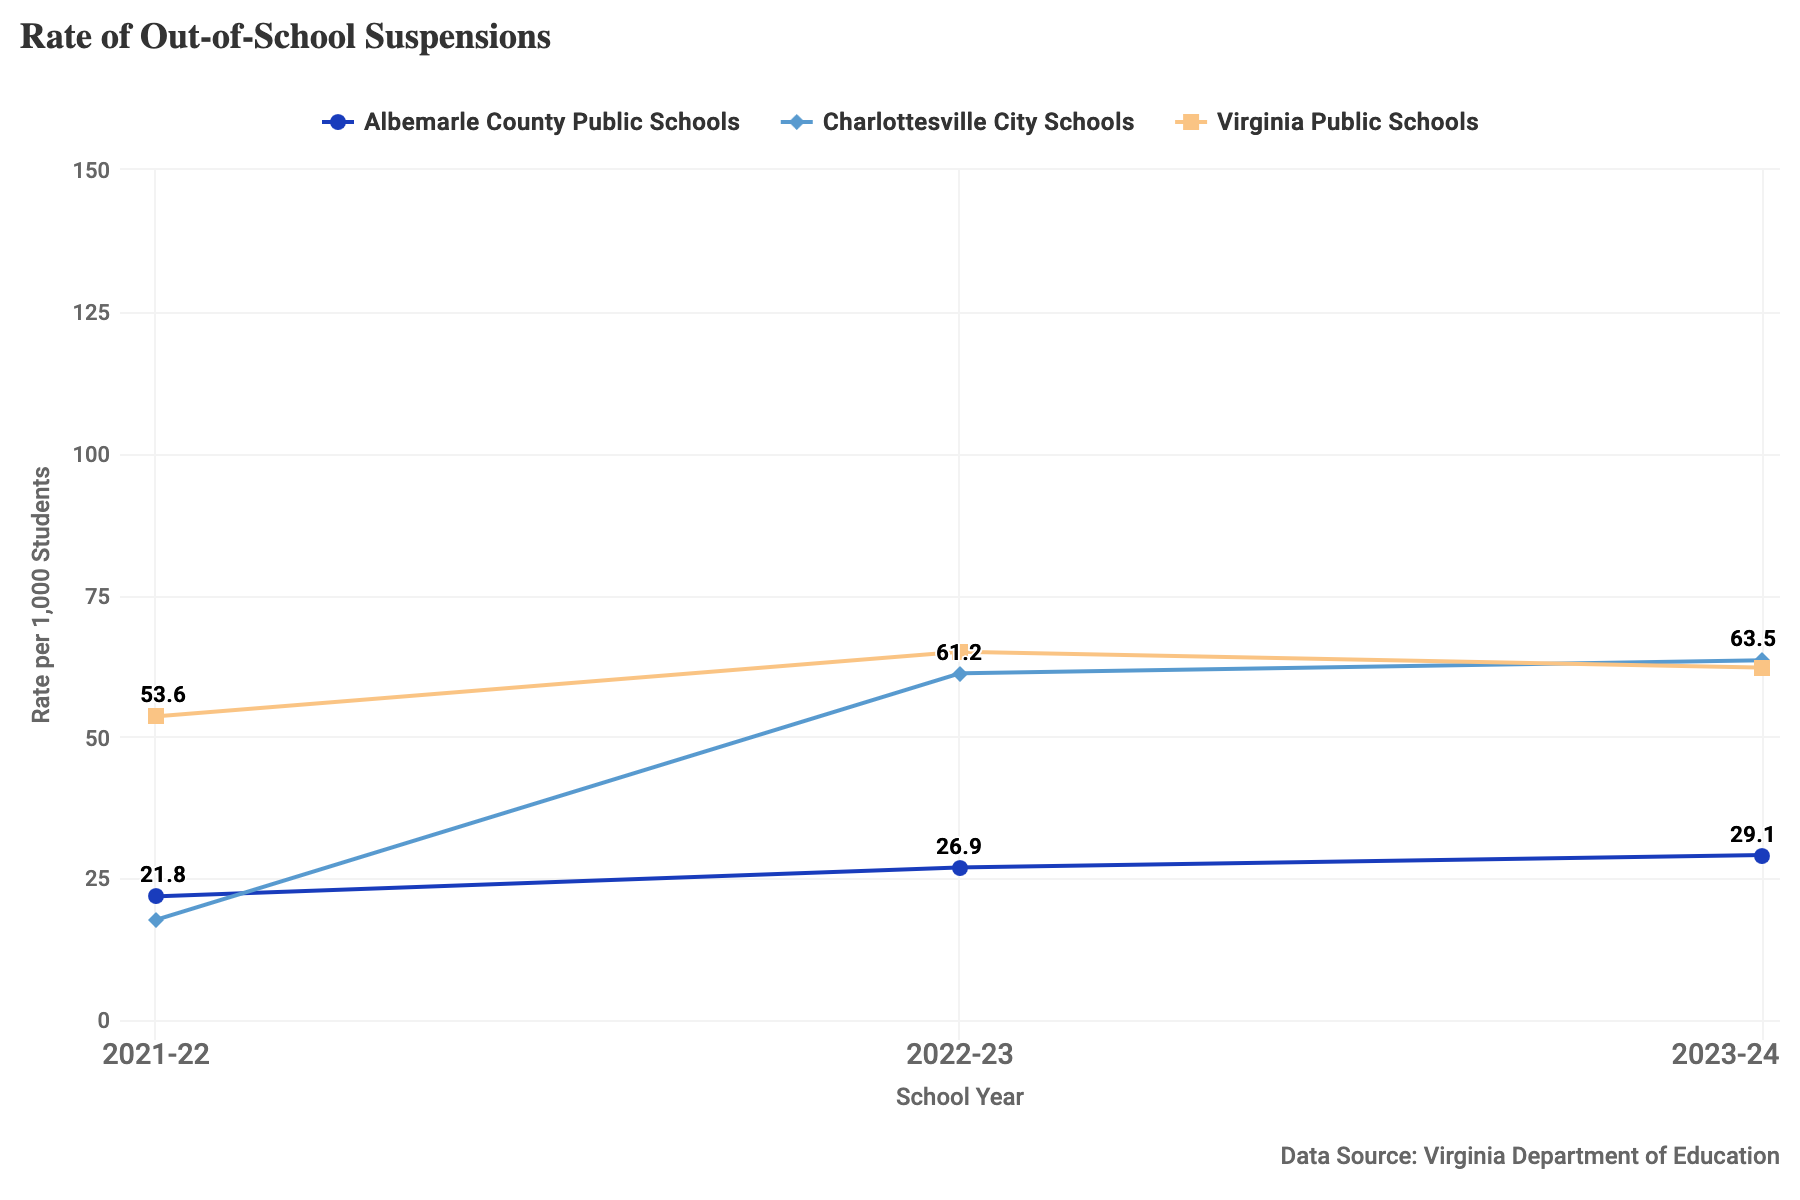 Rate of Out-of-School Suspensions
Albemarle County Public Schools Charlottesville City Schools Virginia Public Schools
150
125
100
75
50
25
0
Rate per 1,000 Students
53.6
61.2
63.5
21.8
26.9
29.1
2021-22 2022-23 2023-24
School Year
Data Source: Virginia Department of Education